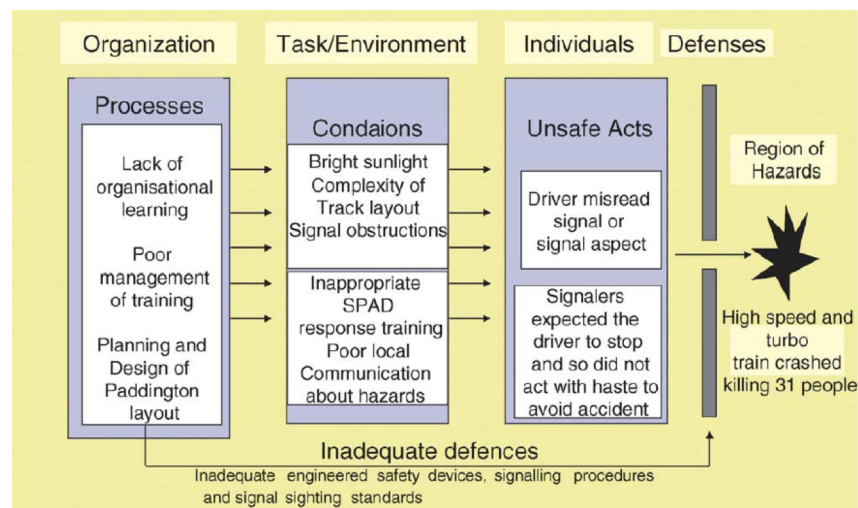 Organization
Task/Environment
Individuals
Defenses
Processes
Lack of
organisational
learning
Poor
management
of training
Planning and
Design of
Paddington
layout
Condaions
Bright sunlight
Complexity of
Track layout
Signal obstructions
Inappropriate
SPAD
response training
Poor local
Communication
about hazards
Unsafe Acts
Driver misread
signal or
signal aspect
Signalers
expected the
driver to stop
and so did not
act with haste to
avoid accident
Region of
Hazards
High speed and
turbo
train crashed
killing 31 people
Inadequate defences
Inadequate engineered safety devices, signalling procedures
and signal sighting standards